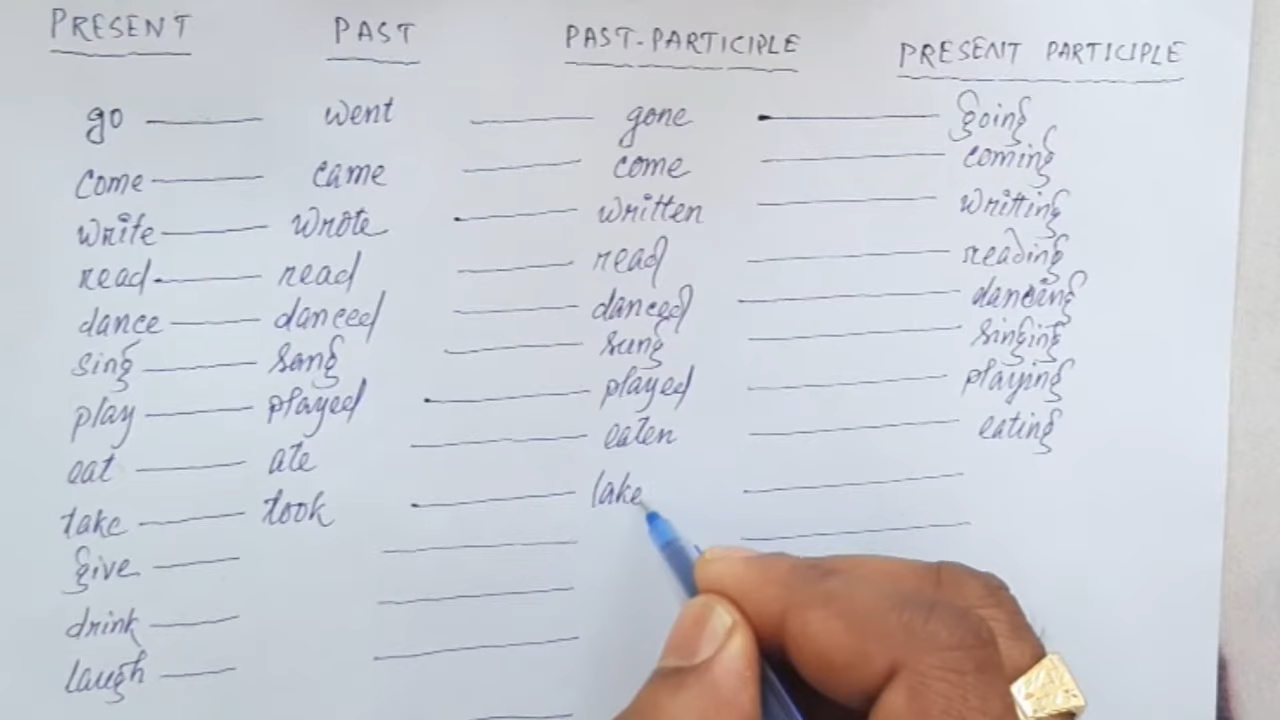 PRESENT PAST PAST-PARTICIPLE PRESENT PARTICIPLE
go went gone going
come came come coming
write wrote written writting
read read read reading
dance danced danced dancing
sing sang sung singing
play played played playing
eat ate eaten eating
take took take
give
drink
laugh